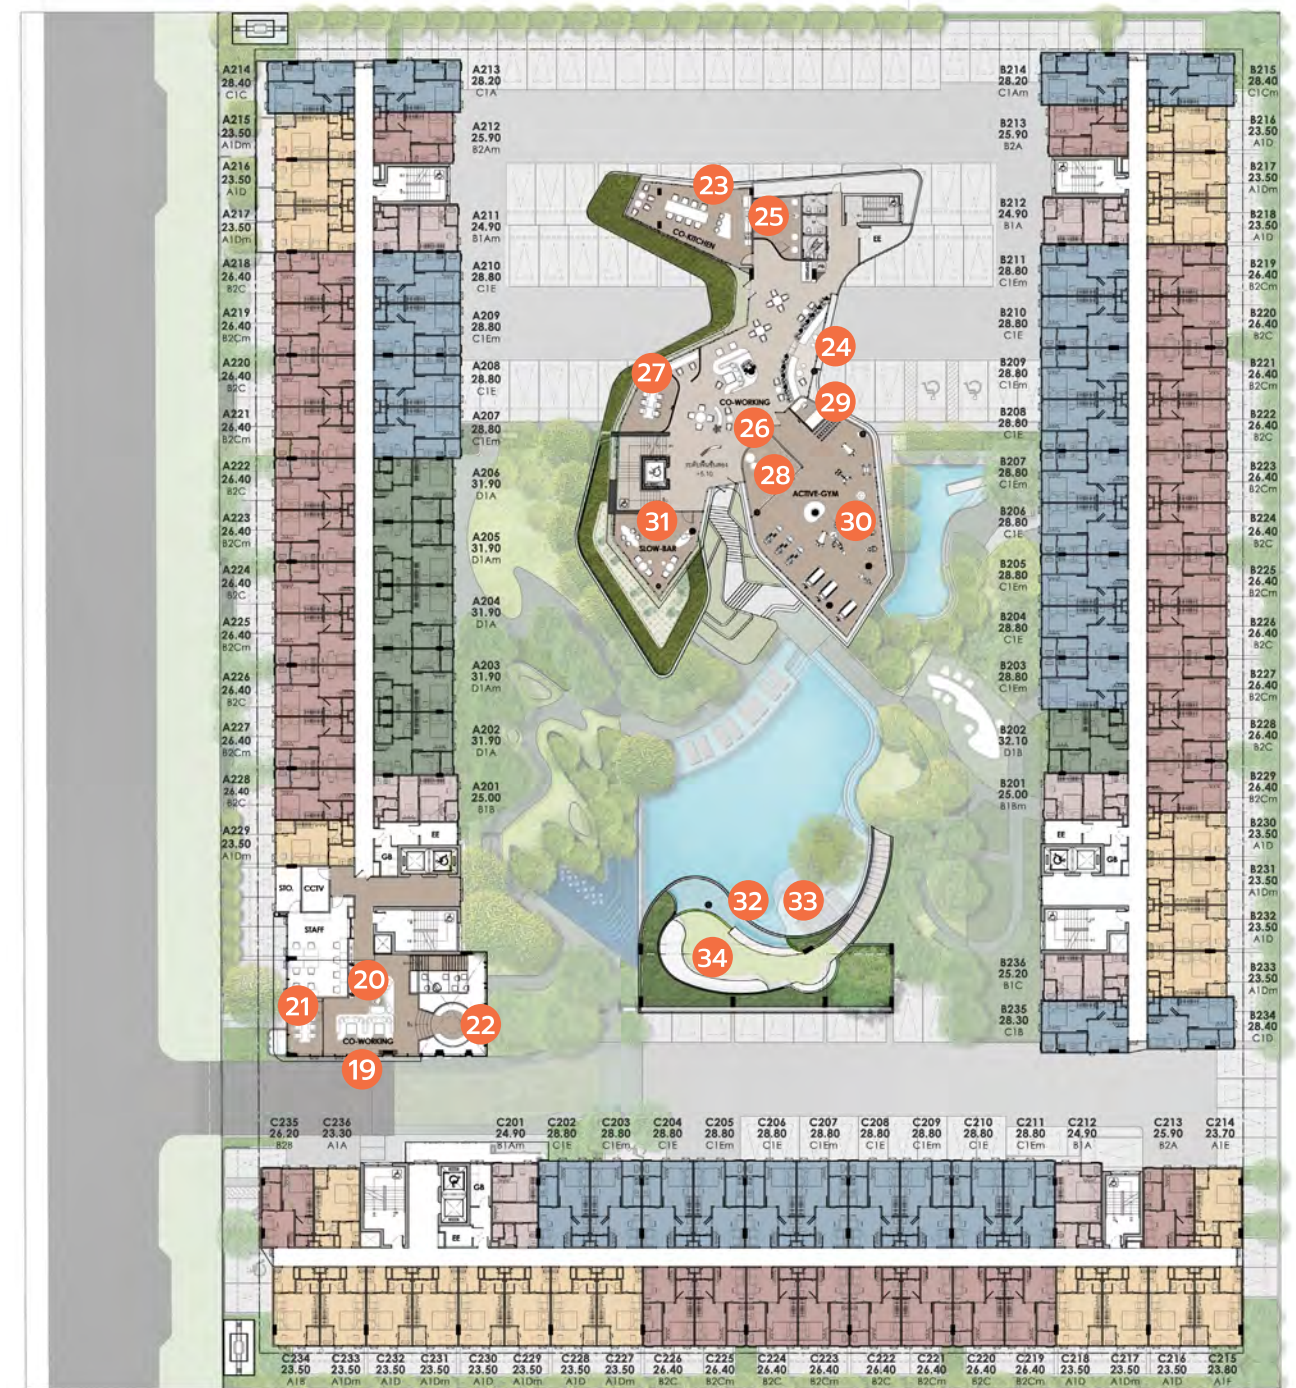 A214
28.40
C1C
A215
23.50
A1Dm
A216
23.50
A1D
A217
23.50
A1Dm
A218
26.40
B2C
A219
26.40
B2Cm
A220
26.40
B2C
A221
26.40
B2Cm
A222
26.40
B2C
A223
26.40
B2Cm
A224
26.40
B2C
A225
26.40
B2Cm
A226
26.40
B2C
A227
26.40
B2Cm
A228
26.40
B2C
A229
23.50
A1Dm
A213
28.20
C1A
A212
25.90
B2Am
A211
24.90
B1Am
A210
28.80
C1E
A209
28.80
C1Em
A208
28.80
C1E
A207
28.80
C1Em
A206
31.90
D1A
A205
31.90
D1Am
A204
31.90
D1A
A203
31.90
D1Am
A202
31.90
D1A
A201
25.00
B1B
EE
GB
STO.
CCTV
STAFF
20
21
22
CO-WORKING
19
23
CO-KITCHEN
25
EE
24
27
29
CO-WORKING
26
28
+5.10
ACTIVE-GYM
30
31
SLOW-BAR
32
33
34
B214
28.20
C1Am
B213
25.90
B2A
B212
24.90
B1A
B211
28.80
C1Em
B210
28.80
C1E
B209
28.80
C1Em
B208
28.80
C1E
B207
28.80
C1Em
B206
28.80
C1E
B205
28.80
C1Em
B204
28.80
C1E
B203
28.80
C1Em
B202
32.10
D1B
B201
25.00
B1Bm
EE
GB
B236
25.20
B1C
B235
28.30
C1B
B215
28.40
C1Cm
B216
23.50
A1D
B217
23.50
A1Dm
B218
23.50
A1D
B219
26.40
B2Cm
B220
26.40
B2C
B221
26.40
B2Cm
B222
26.40
B2C
B223
26.40
B2Cm
B224
26.40
B2C
B225
26.40
B2Cm
B226
26.40
B2C
B227
26.40
B2Cm
B228
26.40
B2C
B229
26.40
B2Cm
B230
23.50
A1D
B231
23.50
A1Dm
B232
23.50
A1D
B233
23.50
A1Dm
B234
28.40
C1D
C235 C236 C201 C202 C203 C204 C205 C206 C207 C208 C209 C210 C211 C212 C213 C214
26.20 23.30 24.90 28.80 28.80 28.80 28.80 28.80 28.80 28.80 28.80 28.80 28.80 24.90 25.90 23.70
B2B A1A B1Am C1E C1Em C1E C1Em C1E C1Em C1E C1Em C1E C1Em B1A B2A A1E
GB
EE
C234 C233 C232 C231 C230 C229 C228 C227 C226 C225 C224 C223 C222 C221 C220 C219 C218 C217 C216 C215
23.50 23.50 23.50 23.50 23.50 23.50 23.50 23.50 26.40 26.40 26.40 26.40 26.40 26.40 26.40 26.40 23.50 23.50 23.50 23.80
A1B A1Dm A1D A1Dm A1D A1Dm A1D A1Dm B2C B2Cm B2C B2Cm B2C B2Cm B2C B2Cm A1D A1Dm A1D A1F